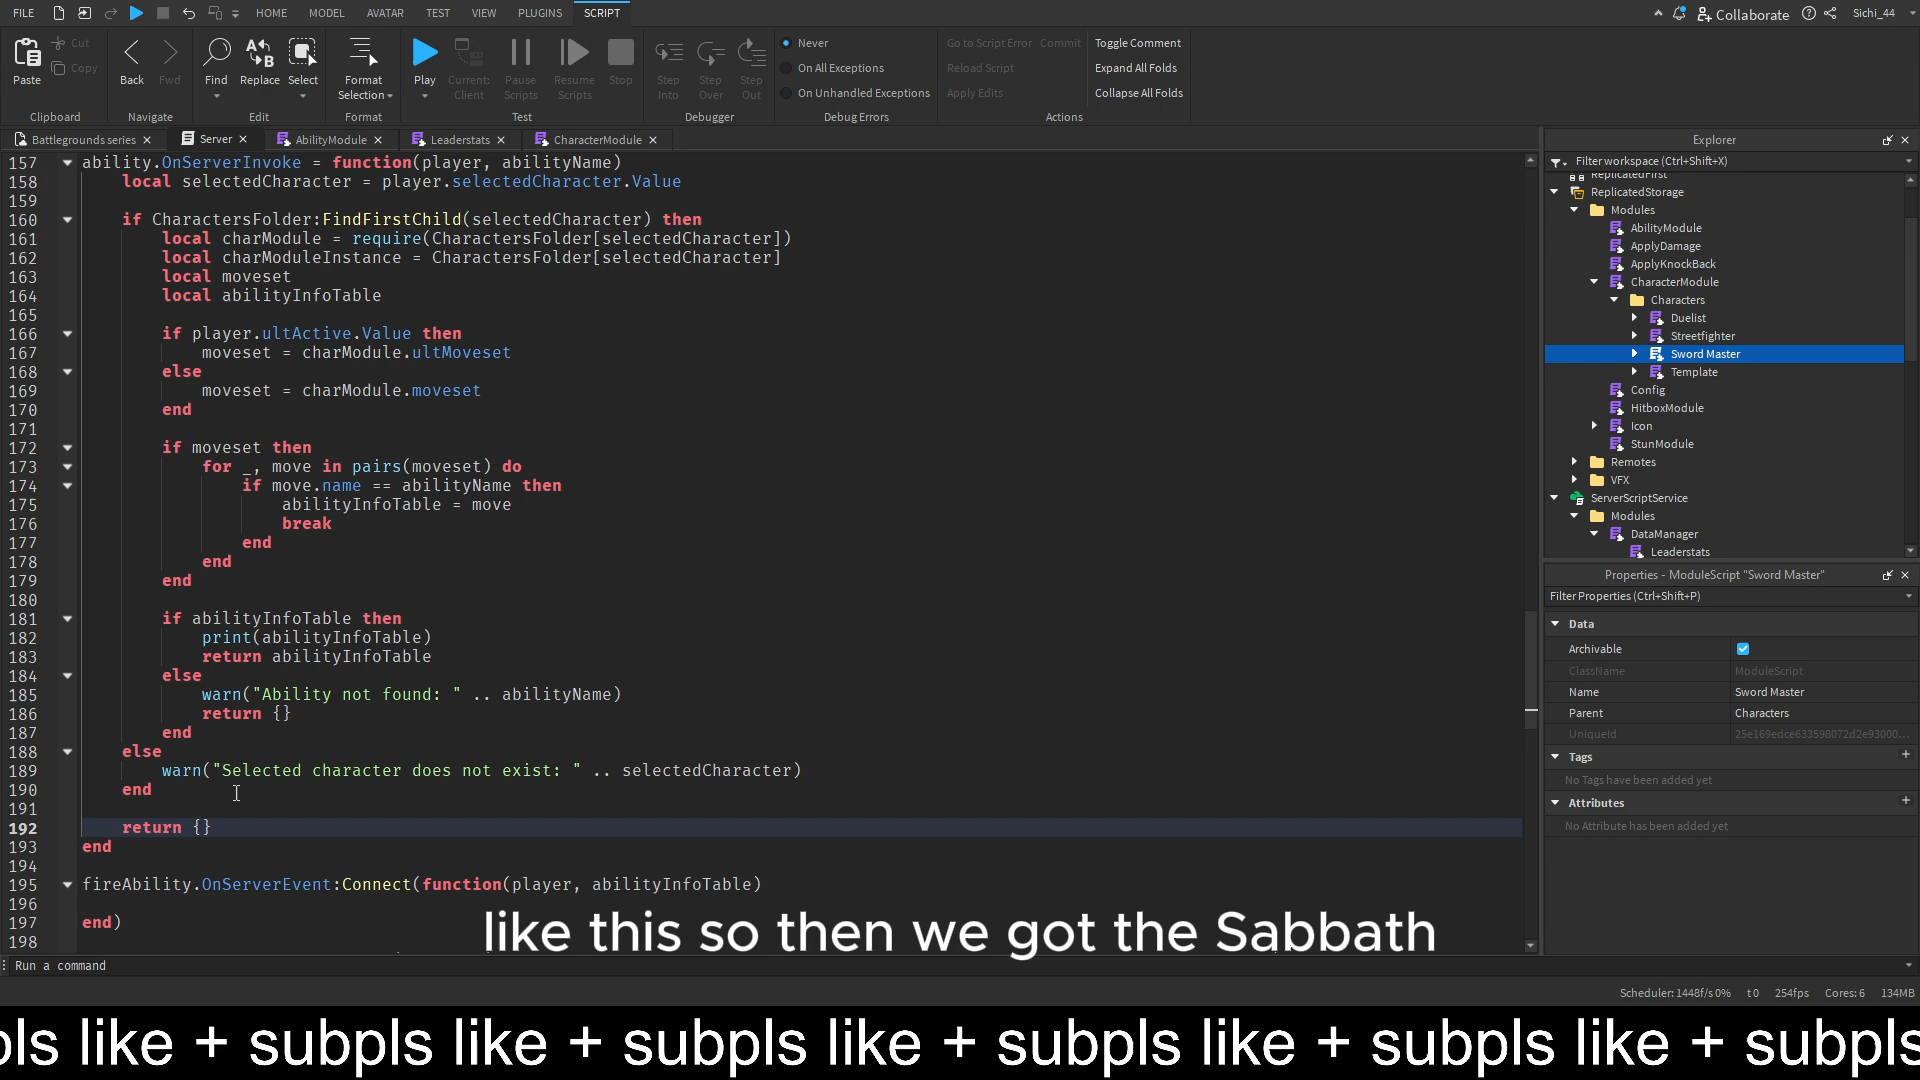 FILE HOME MODEL AVATAR TEST VIEW PLUGINS SCRIPT Collaborate Sichi_44
Paste Cut Copy Back Fwd Find Replace Select Format Selection Play Current: Client Pause Scripts Resume Scripts Stop Step Into Step Over Step Out
Never
On All Exceptions
On Unhandled Exceptions
Go to Script Error Commit
Reload Script
Apply Edits
Toggle Comment
Expand All Folds
Collapse All Folds
Clipboard Navigate Edit Format Test Debugger Debug Errors Actions
Battlegrounds series Server AbilityModule Leaderstats CharacterModule
157 ability.OnServerInvoke = function(player, abilityName)
158 local selectedCharacter = player.selectedCharacter.Value
159
160 if CharactersFolder:FindFirstChild(selectedCharacter) then
161 local charModule = require(CharactersFolder[selectedCharacter])
162 local charModuleInstance = CharactersFolder[selectedCharacter]
163 local moveset
164 local abilityInfoTable
165
166 if player.ultActive.Value then
167 moveset = charModule.ultMoveset
168 else
169 moveset = charModule.moveset
170 end
171
172 if moveset then
173 for _, move in pairs(moveset) do
174 if move.name == abilityName then
175 abilityInfoTable = move
176 break
177 end
178 end
179 end
180
181 if abilityInfoTable then
182 print(abilityInfoTable)
183 return abilityInfoTable
184 else
185 warn("Ability not found: " .. abilityName)
186 return {}
187 end
188 else
189 warn("Selected character does not exist: " .. selectedCharacter)
190 end
191
192 return {}
193 end
194
195 fireAbility.OnServerEvent:Connect(function(player, abilityInfoTable)
196
197 end)
198
Explorer
Filter workspace (Ctrl+Shift+X)
ReplicatedFirst
ReplicatedStorage
Modules
AbilityModule
ApplyDamage
ApplyKnockBack
CharacterModule
Characters
Duelist
Streetfighter
Sword Master
Template
Config
HitboxModule
Icon
StunModule
Remotes
VFX
ServerScriptService
Modules
DataManager
Leaderstats
Properties - ModuleScript "Sword Master"
Filter Properties (Ctrl+Shift+P)
Data
Archivable
ClassName ModuleScript
Name Sword Master
Parent Characters
UniqueId 25e169edce633598072d2e93000...
Tags
No Tags have been added yet
Attributes
No Attribute has been added yet
like this so then we got the Sabbath
Run a command
Scheduler: 1448f/s 0% t0 254fps Cores: 6 134MB
pls like + subpls like + subpls like + subpls like + subpls like + subpls